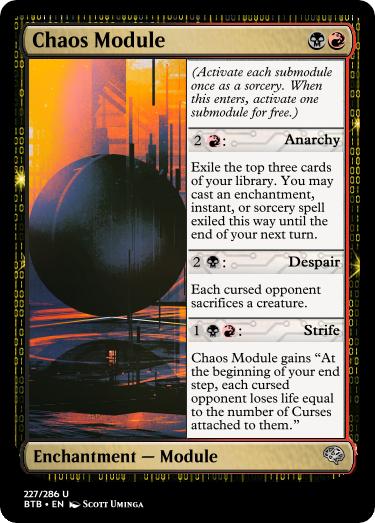 Chaos Module
(Activate each submodule
once as a sorcery. When
this enters, activate one
submodule for free.)
2 : Anarchy
Exile the top three cards
of your library. You may
cast an enchantment,
instant, or sorcery spell
exiled this way until the
end of your next turn.
2 : Despair
Each cursed opponent
sacrifices a creature.
1 : Strife
Chaos Module gains “At
the beginning of your end
step, each cursed
opponent loses life equal
to the number of Curses
attached to them.”
Enchantment — Module
227/286 U
BTB • EN Scott Uminga